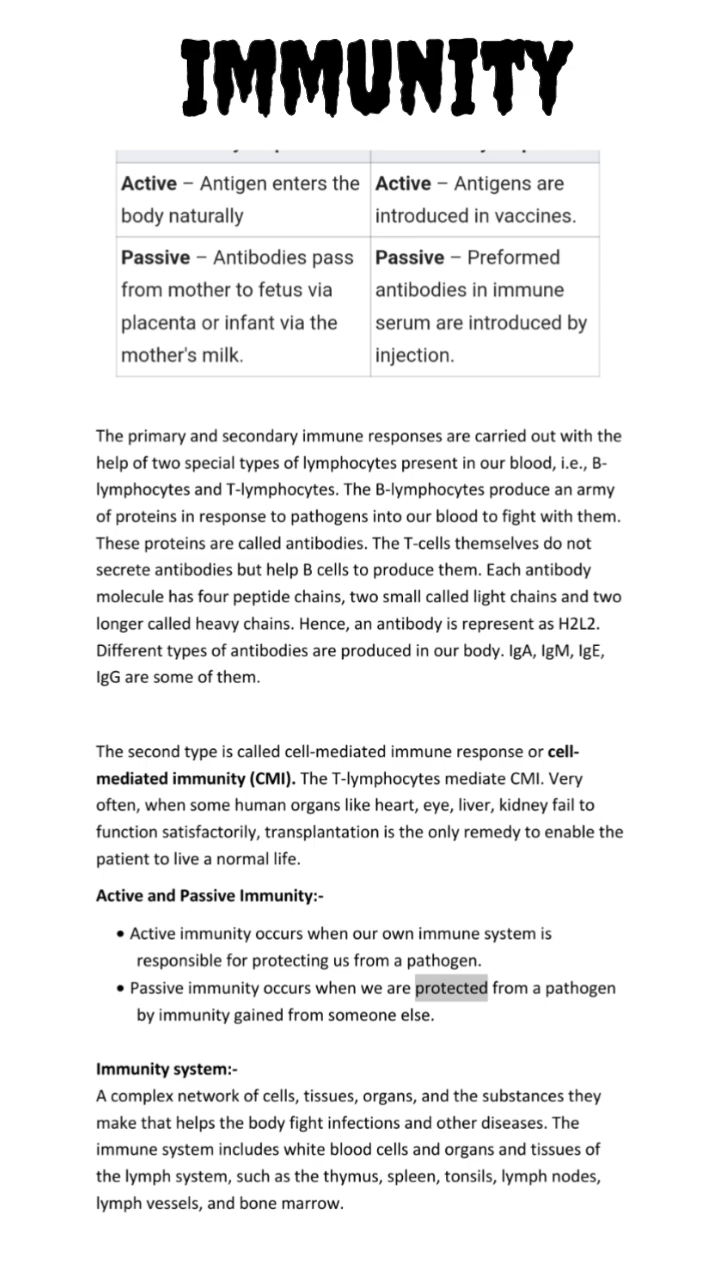 IMMUNITY
Active – Antigen enters the
body naturally
Active – Antigens are
introduced in vaccines.
Passive – Antibodies pass
from mother to fetus via
placenta or infant via the
mother's milk.
Passive – Preformed
antibodies in immune
serum are introduced by
injection.
The primary and secondary immune responses are carried out with the
help of two special types of lymphocytes present in our blood, i.e., B-
lymphocytes and T-lymphocytes. The B-lymphocytes produce an army
of proteins in response to pathogens into our blood to fight with them.
These proteins are called antibodies. The T-cells themselves do not
secrete antibodies but help B cells to produce them. Each antibody
molecule has four peptide chains, two small called light chains and two
longer called heavy chains. Hence, an antibody is represent as H2L2.
Different types of antibodies are produced in our body. IgA, IgM, IgE,
IgG are some of them.
The second type is called cell-mediated immune response or cell-
mediated immunity (CMI). The T-lymphocytes mediate CMI. Very
often, when some human organs like heart, eye, liver, kidney fail to
function satisfactorily, transplantation is the only remedy to enable the
patient to live a normal life.
Active and Passive Immunity:-
• Active immunity occurs when our own immune system is
responsible for protecting us from a pathogen.
• Passive immunity occurs when we are protected from a pathogen
by immunity gained from someone else.
Immunity system:-
A complex network of cells, tissues, organs, and the substances they
make that helps the body fight infections and other diseases. The
immune system includes white blood cells and organs and tissues of
the lymph system, such as the thymus, spleen, tonsils, lymph nodes,
lymph vessels, and bone marrow.